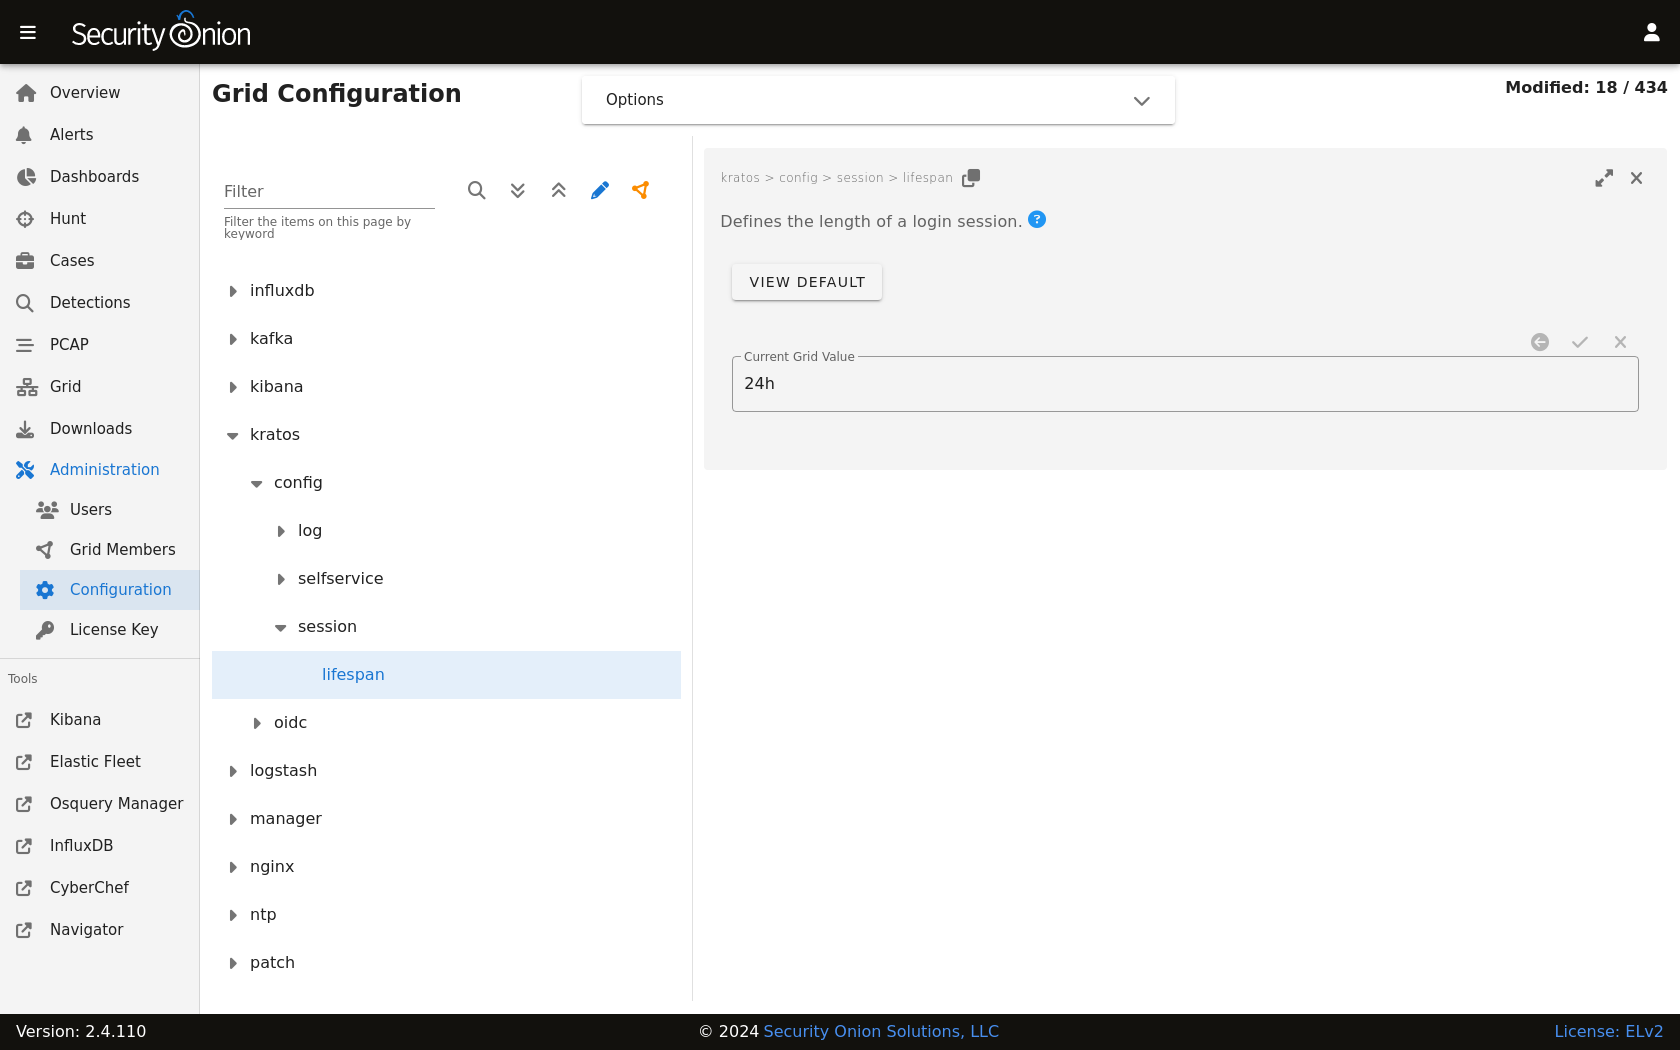 Security Onion
Overview
Alerts
Dashboards
Hunt
Cases
Detections
PCAP
Grid
Downloads
Administration
Users
Grid Members
Configuration
License Key
Tools
Kibana
Elastic Fleet
Osquery Manager
InfluxDB
CyberChef
Navigator
Grid Configuration
Options
Modified: 18 / 434
Filter
Filter the items on this page by
keyword
influxdb
kafka
kibana
kratos
config
log
selfservice
session
lifespan
oidc
logstash
manager
nginx
ntp
patch
kratos > config > session > lifespan
Defines the length of a login session. ?
VIEW DEFAULT
Current Grid Value
24h
Version: 2.4.110
© 2024 Security Onion Solutions, LLC
License: ELv2